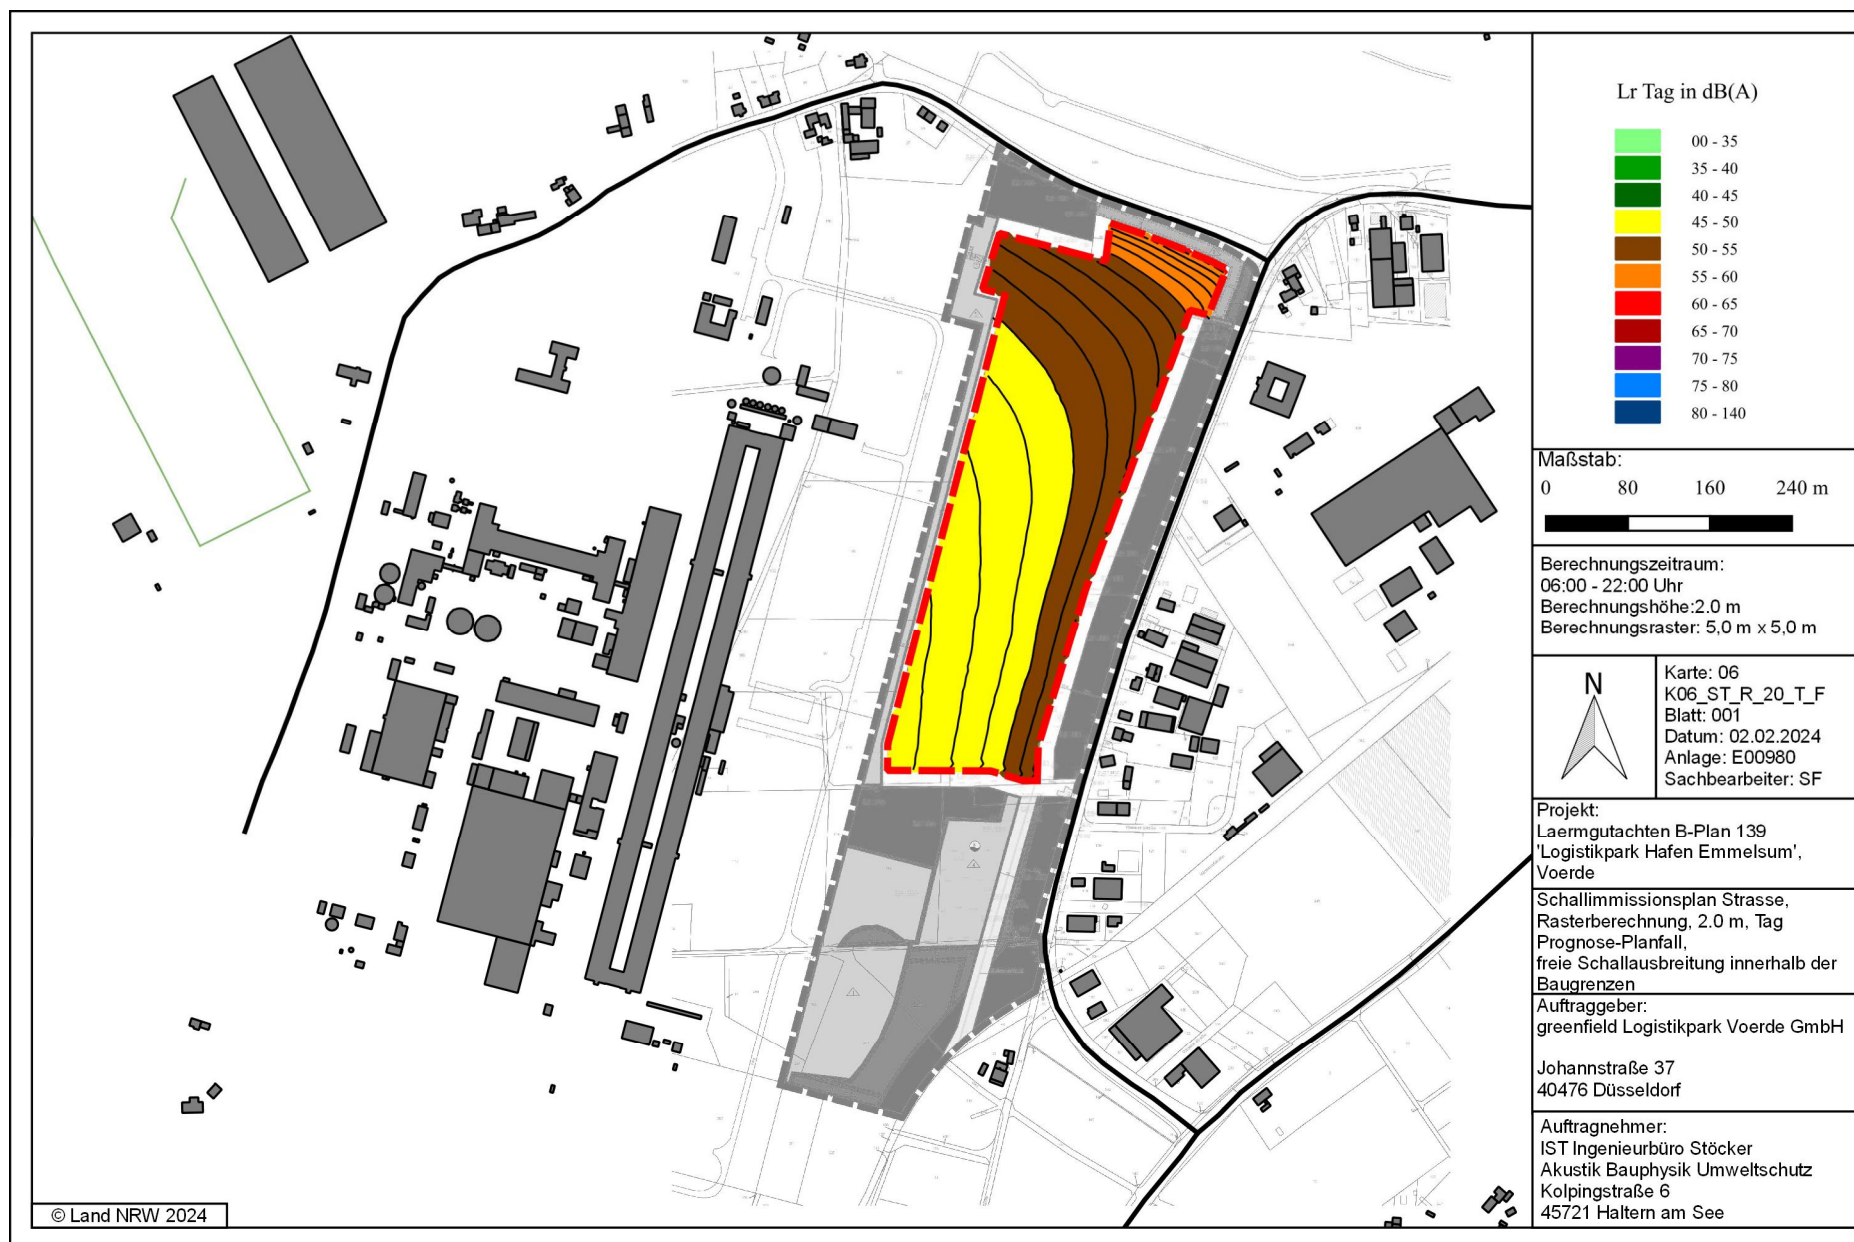 Lr Tag in dB(A)
00 - 35
35 - 40
40 - 45
45 - 50
50 - 55
55 - 60
60 - 65
65 - 70
70 - 75
75 - 80
80 - 140
Maßstab:
0 80 160 240 m
Berechnungszeitraum:
06:00 - 22:00 Uhr
Berechnungshöhe:2.0 m
Berechnungsraster: 5,0 m x 5,0 m
N
Karte: 06
K06_ST_R_20_T_F
Blatt: 001
Datum: 02.02.2024
Anlage: E00980
Sachbearbeiter: SF
Projekt:
Laermgutachten B-Plan 139
'Logistikpark Hafen Emmelsum',
Voerde
Schallimmissionsplan Strasse,
Rasterberechnung, 2.0 m, Tag
Prognose-Planfall,
freie Schallausbreitung innerhalb der
Baugrenzen
Auftraggeber:
greenfield Logistikpark Voerde GmbH
Johannstraße 37
40476 Düsseldorf
Auftragnehmer:
IST Ingenieurbüro Stöcker
Akustik Bauphysik Umweltschutz
Kolpingstraße 6
45721 Haltern am See
© Land NRW 2024